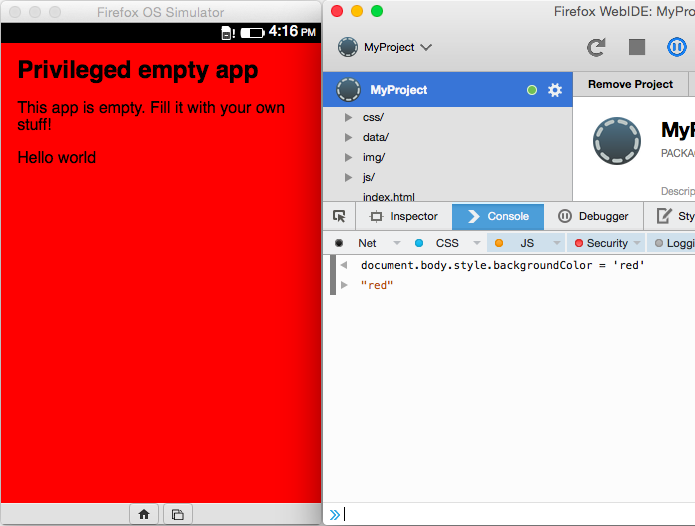 Firefox OS Simulator
4:16 PM
Privileged empty app
This app is empty. Fill it with your own
stuff!
Hello world
Firefox WebIDE: MyPro
MyProject
MyProject
Remove Project
css/
data/
img/
js/
index.html
MyP
PACKA
Descrip
Inspector
Console
Debugger
Sty
Net
CSS
JS
Security
Loggi
document.body.style.backgroundColor = 'red'
"red"